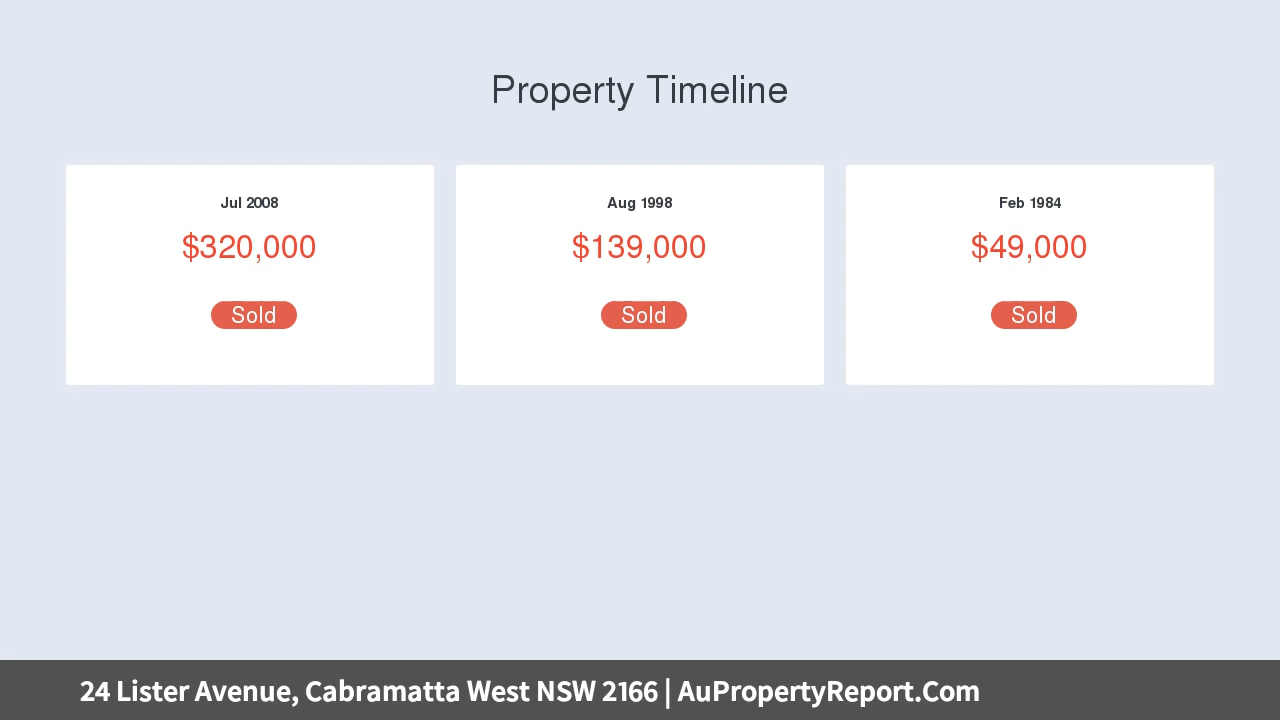 Property Timeline
Jul 2008
$320,000
Sold
Aug 1998
$139,000
Sold
Feb 1984
$49,000
Sold
24 Lister Avenue, Cabramatta West NSW 2166 | AuPropertyReport.Com